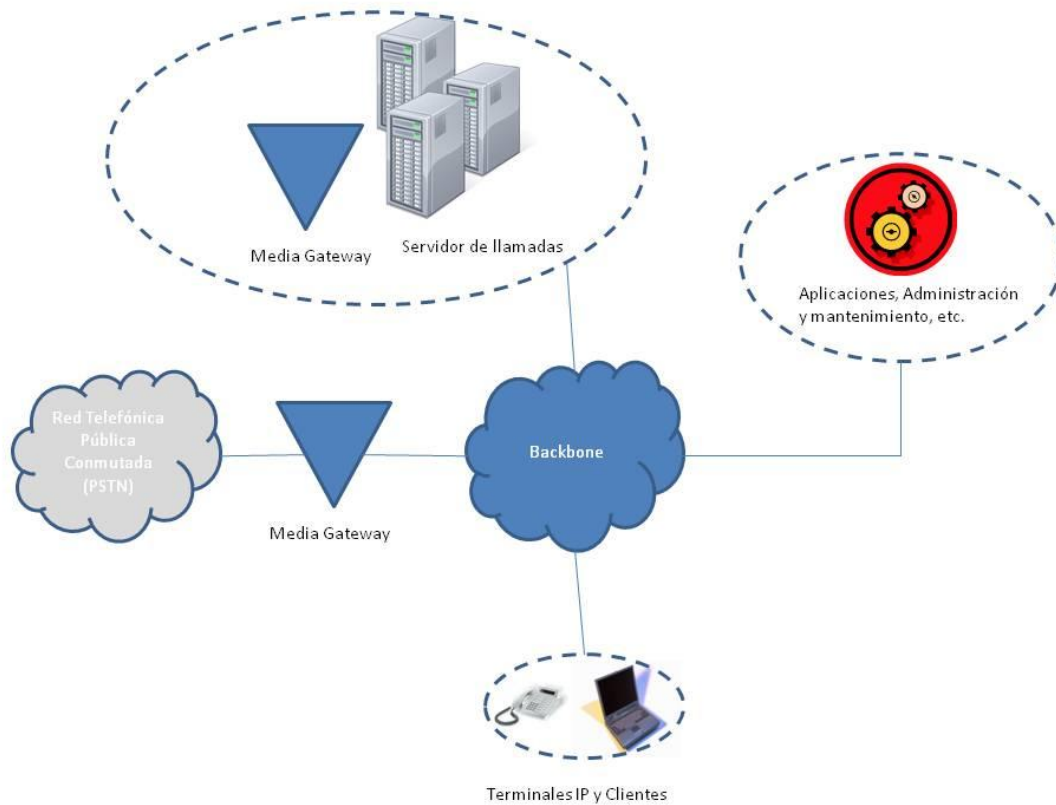 Media Gateway
Servidor de llamadas
Aplicaciones, Administración
y mantenimiento, etc.
Red Telefónica
Pública
Conmutada
(PSTN)
Backbone
Media Gateway
Terminales IP y Clientes